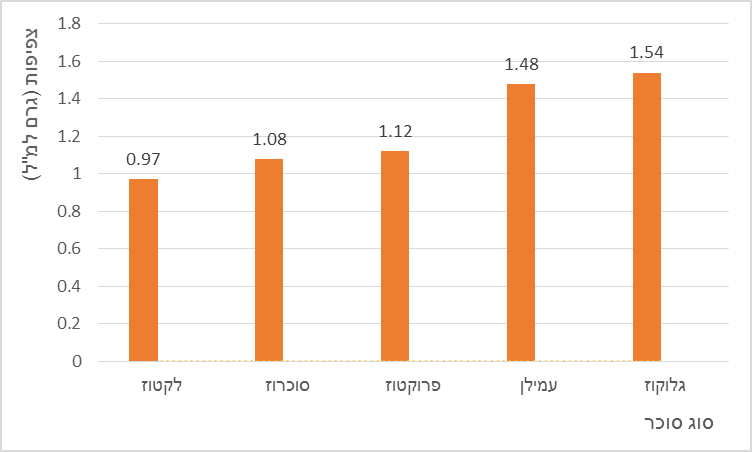 צפיפות (גרם למ"ל)
1.8
1.6
1.4
1.2
1
0.8
0.6
0.4
0.2
0
0.97
1.08
1.12
1.48
1.54
לקטוז
סוכרוז
פרוקטוז
עמילן
גלוקוז
סוג סוכר